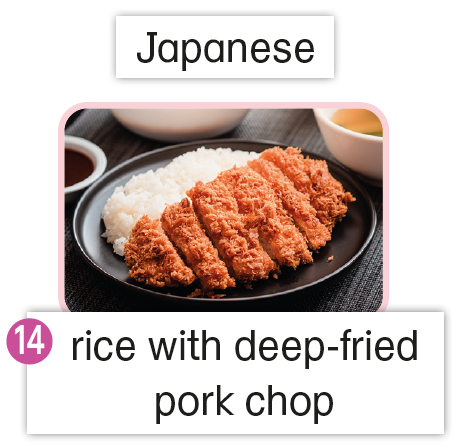 Japanese
14 rice with deep-fried
pork chop